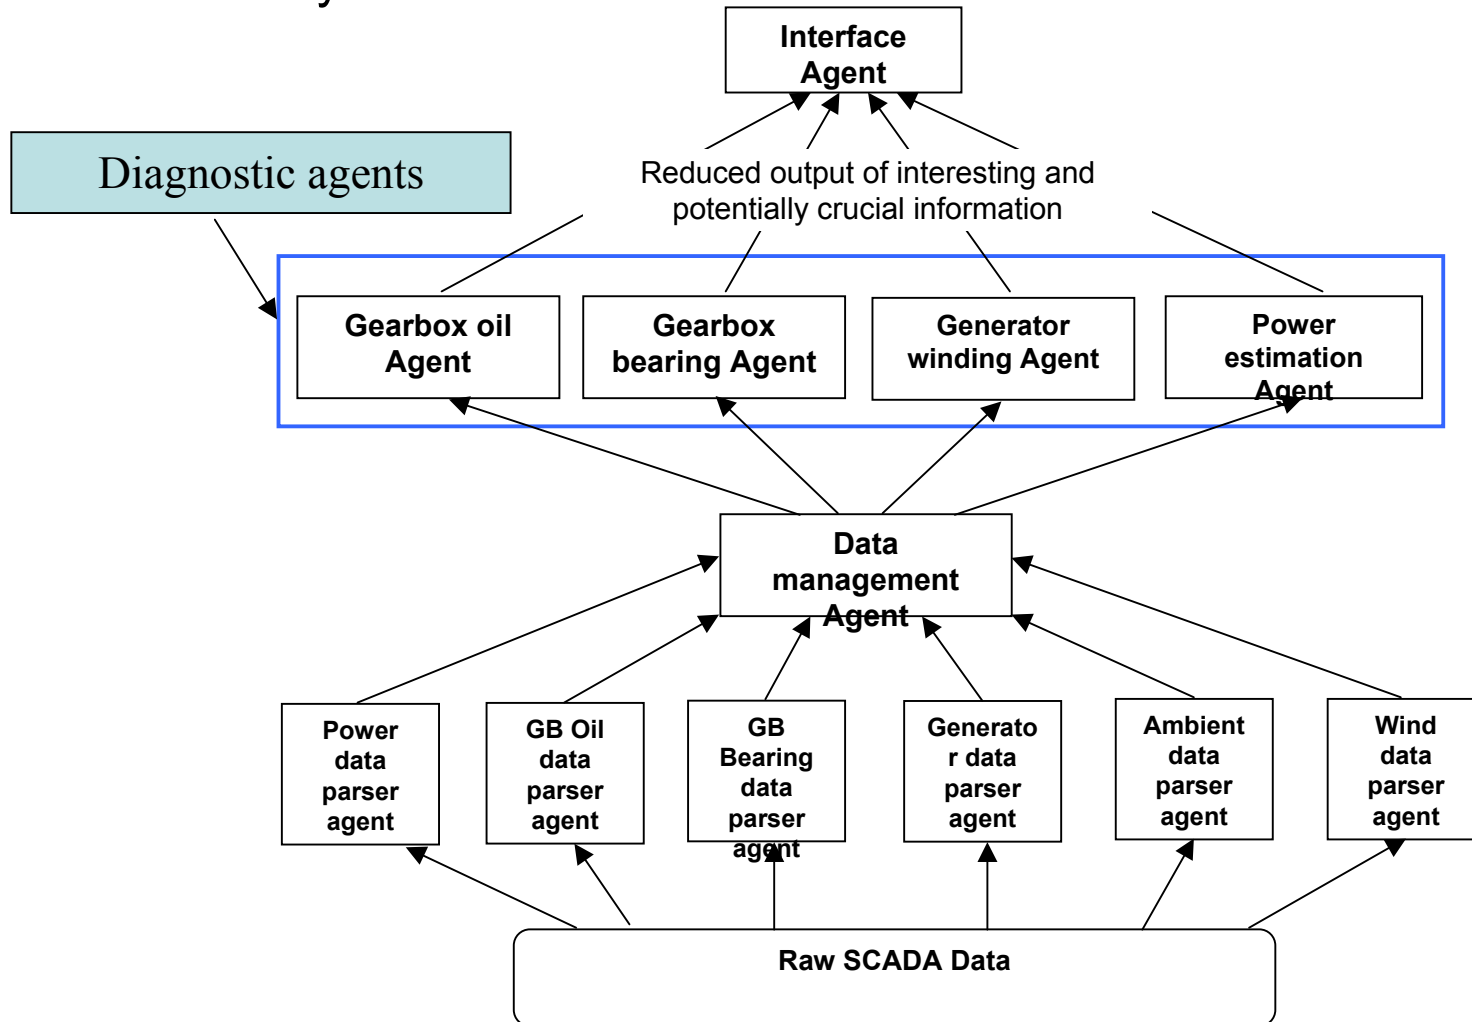 Interface
Agent
Diagnostic agents
Reduced output of interesting and
potentially crucial information
Gearbox oil
Agent
Gearbox
bearing Agent
Generator
winding Agent
Power
estimation
Agent
Data
management
Agent
Power
data
parser
agent
GB Oil
data
parser
agent
GB
Bearing
data
parser
agent
Generato
r data
parser
agent
Ambient
data
parser
agent
Wind
data
parser
agent
Raw SCADA Data